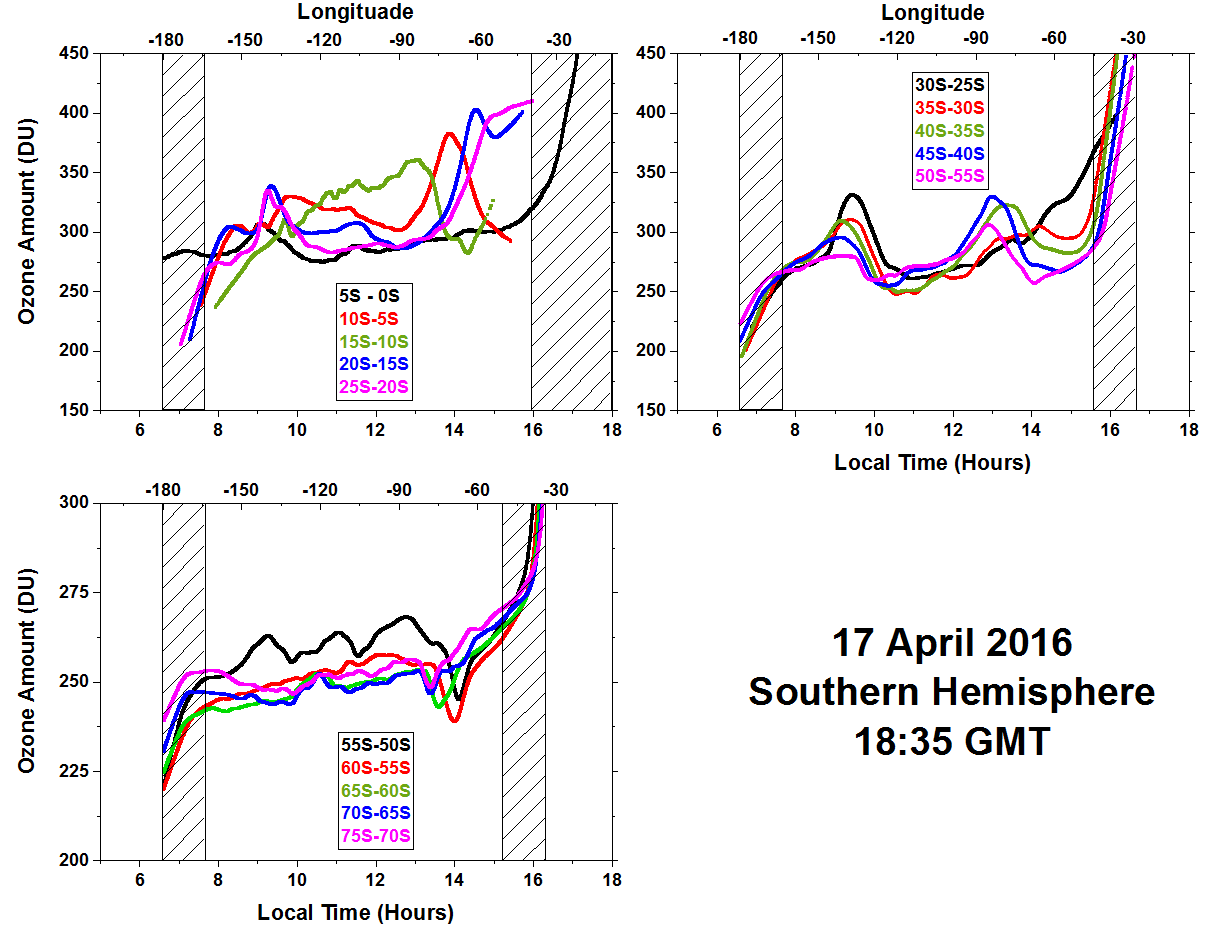 Longituade
-180 -150 -120 -90 -60 -30
450
400
350
300
250
200
150
Ozone Amount (DU)
5S - 0S
10S-5S
15S-10S
20S-15S
25S-20S
6 8 10 12 14 16 18
Longitude
-180 -150 -120 -90 -60 -30
450
400
350
300
250
200
150
30S-25S
35S-30S
40S-35S
45S-40S
50S-55S
6 8 10 12 14 16 18
Local Time (Hours)
-180 -150 -120 -90 -60 -30
300
275
250
225
200
Ozone Amount (DU)
55S-50S
60S-55S
65S-60S
70S-65S
75S-70S
6 8 10 12 14 16 18
Local Time (Hours)
17 April 2016
Southern Hemisphere
18:35 GMT